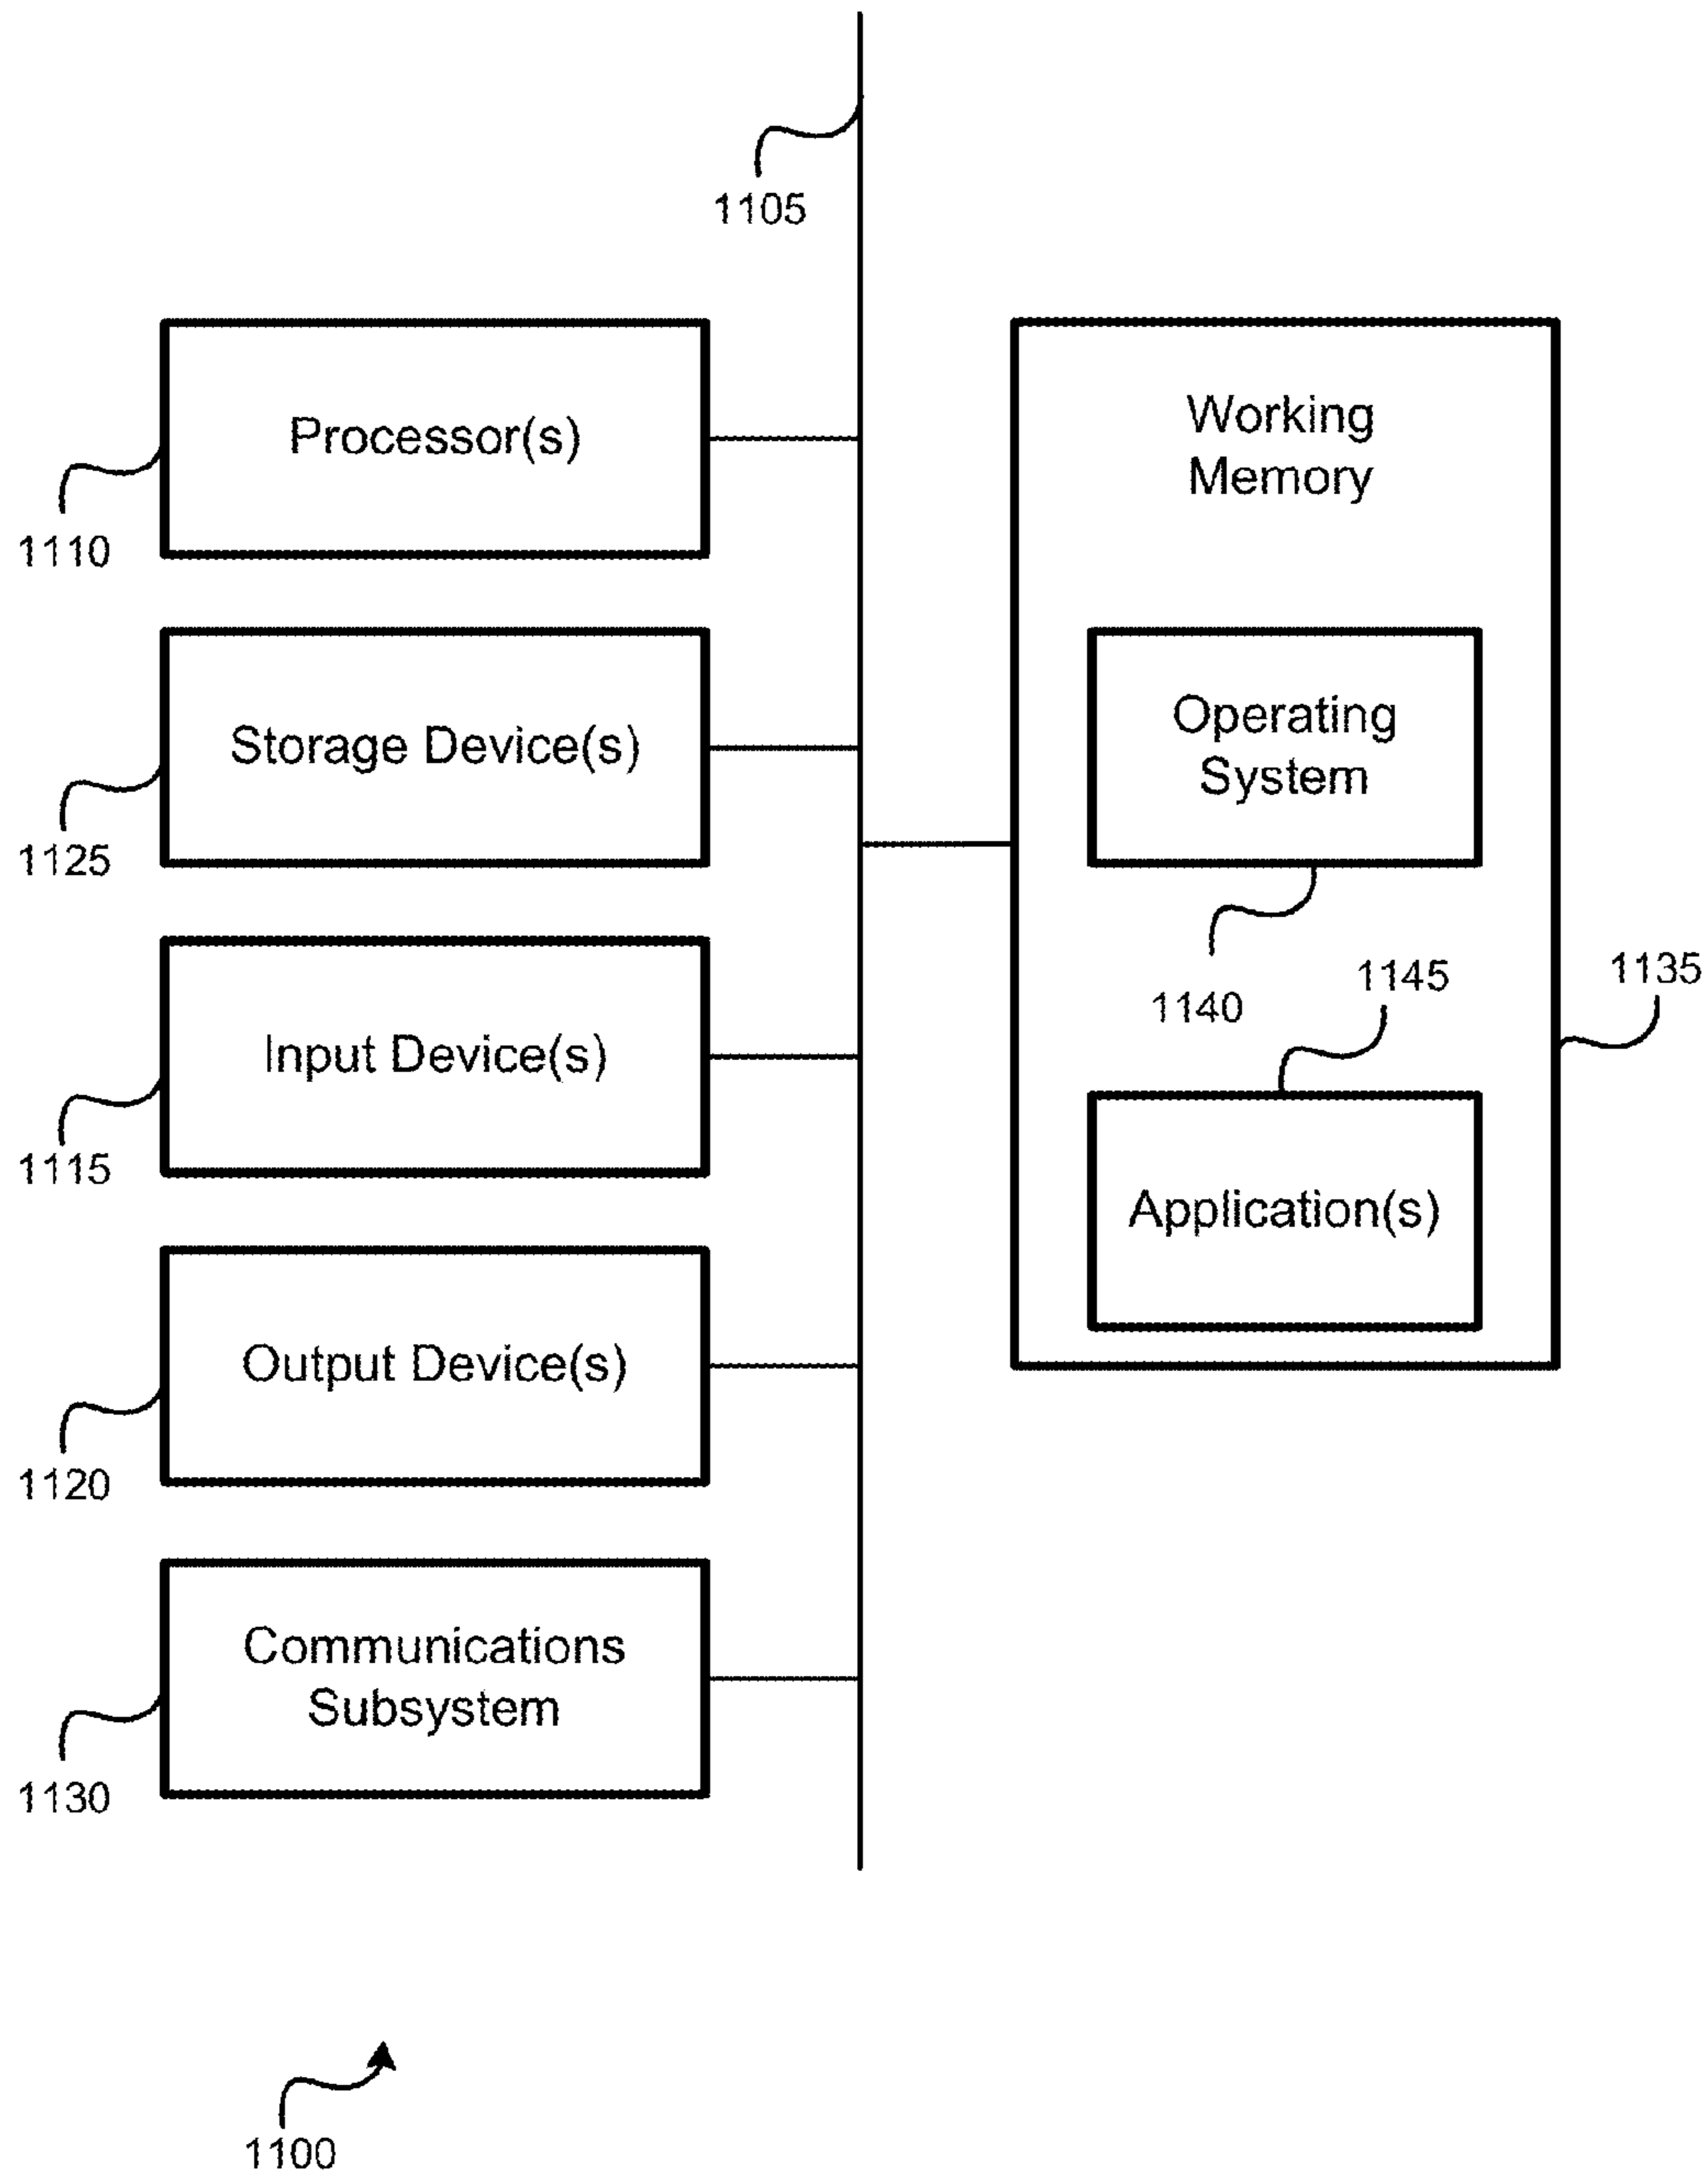 1105
Processor(s)
1110
Storage Device(s)
1125
Input Device(s)
1115
Output Device(s)
1120
Communications
Subsystem
1130
Working
Memory
Operating
System
1140
1145
1135
Application(s)
1100